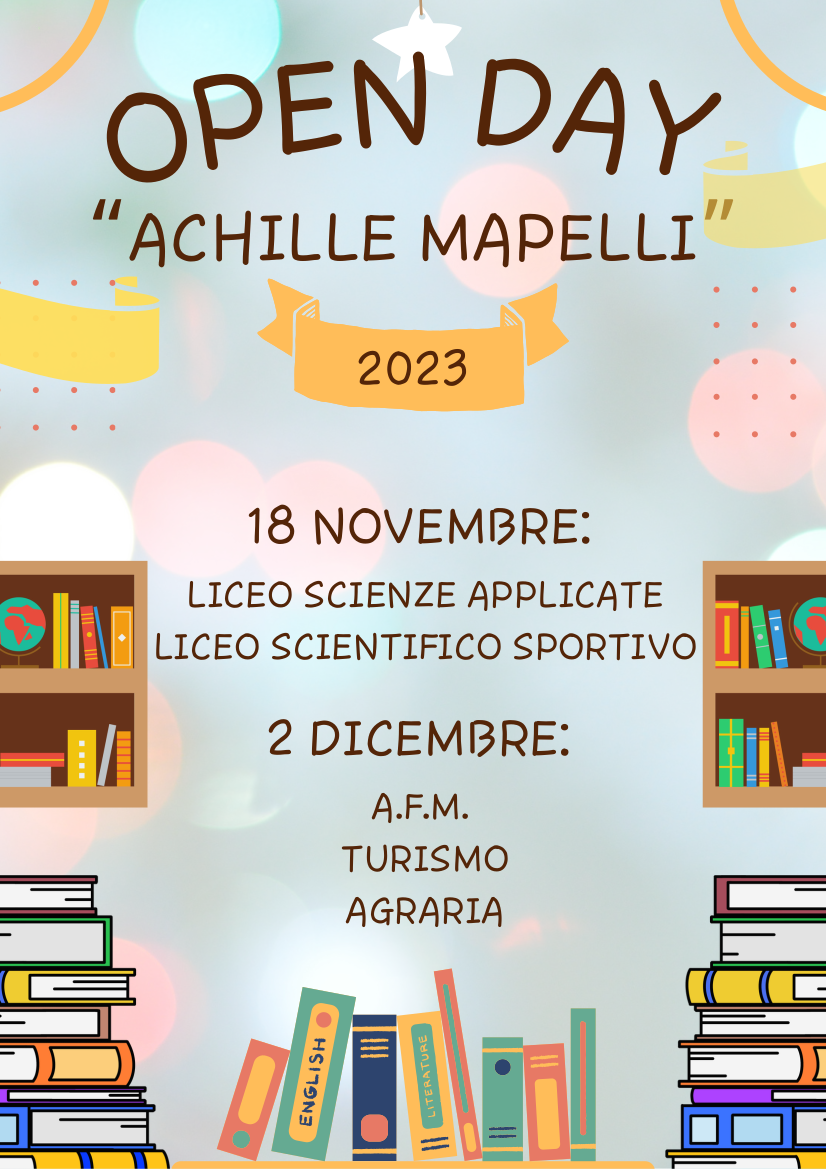 OPEN DAY
"ACHILLE MAPELLI"
2023
18 NOVEMBRE:
LICEO SCIENZE APPLICATE
LICEO SCIENTIFICO SPORTIVO
2 DICEMBRE:
A.F.M.
TURISMO
AGRARIA
ENGLISH
LITERATURE